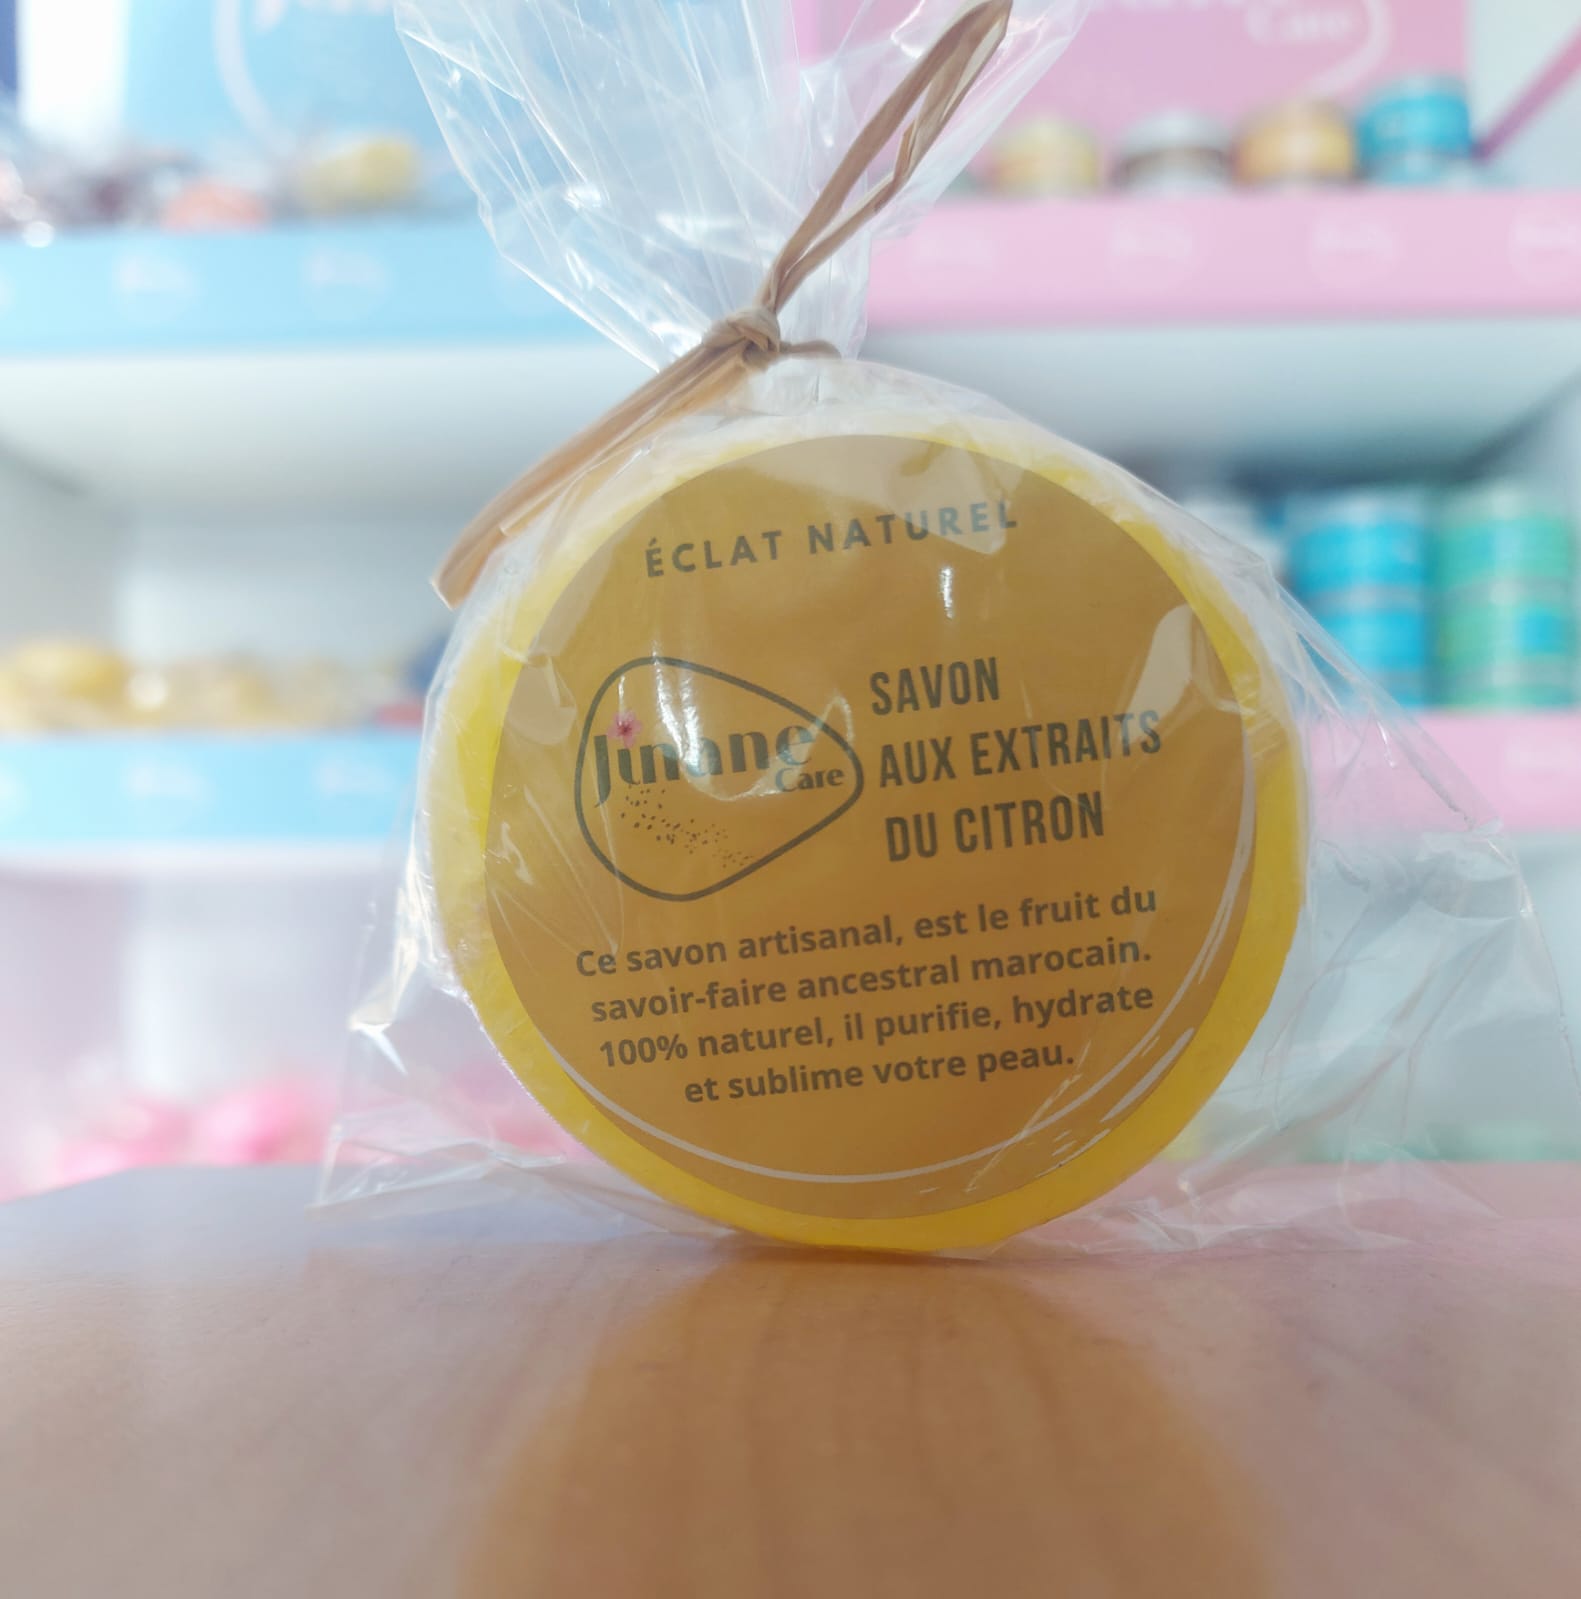 ÉCLAT NATUREL
Jinane
Care
SAVON
AUX EXTRAITS
DU CITRON
Ce savon artisanal, est le fruit du
savoir-faire ancestral marocain.
100% naturel, il purifie, hydrate
et sublime votre peau.
Care